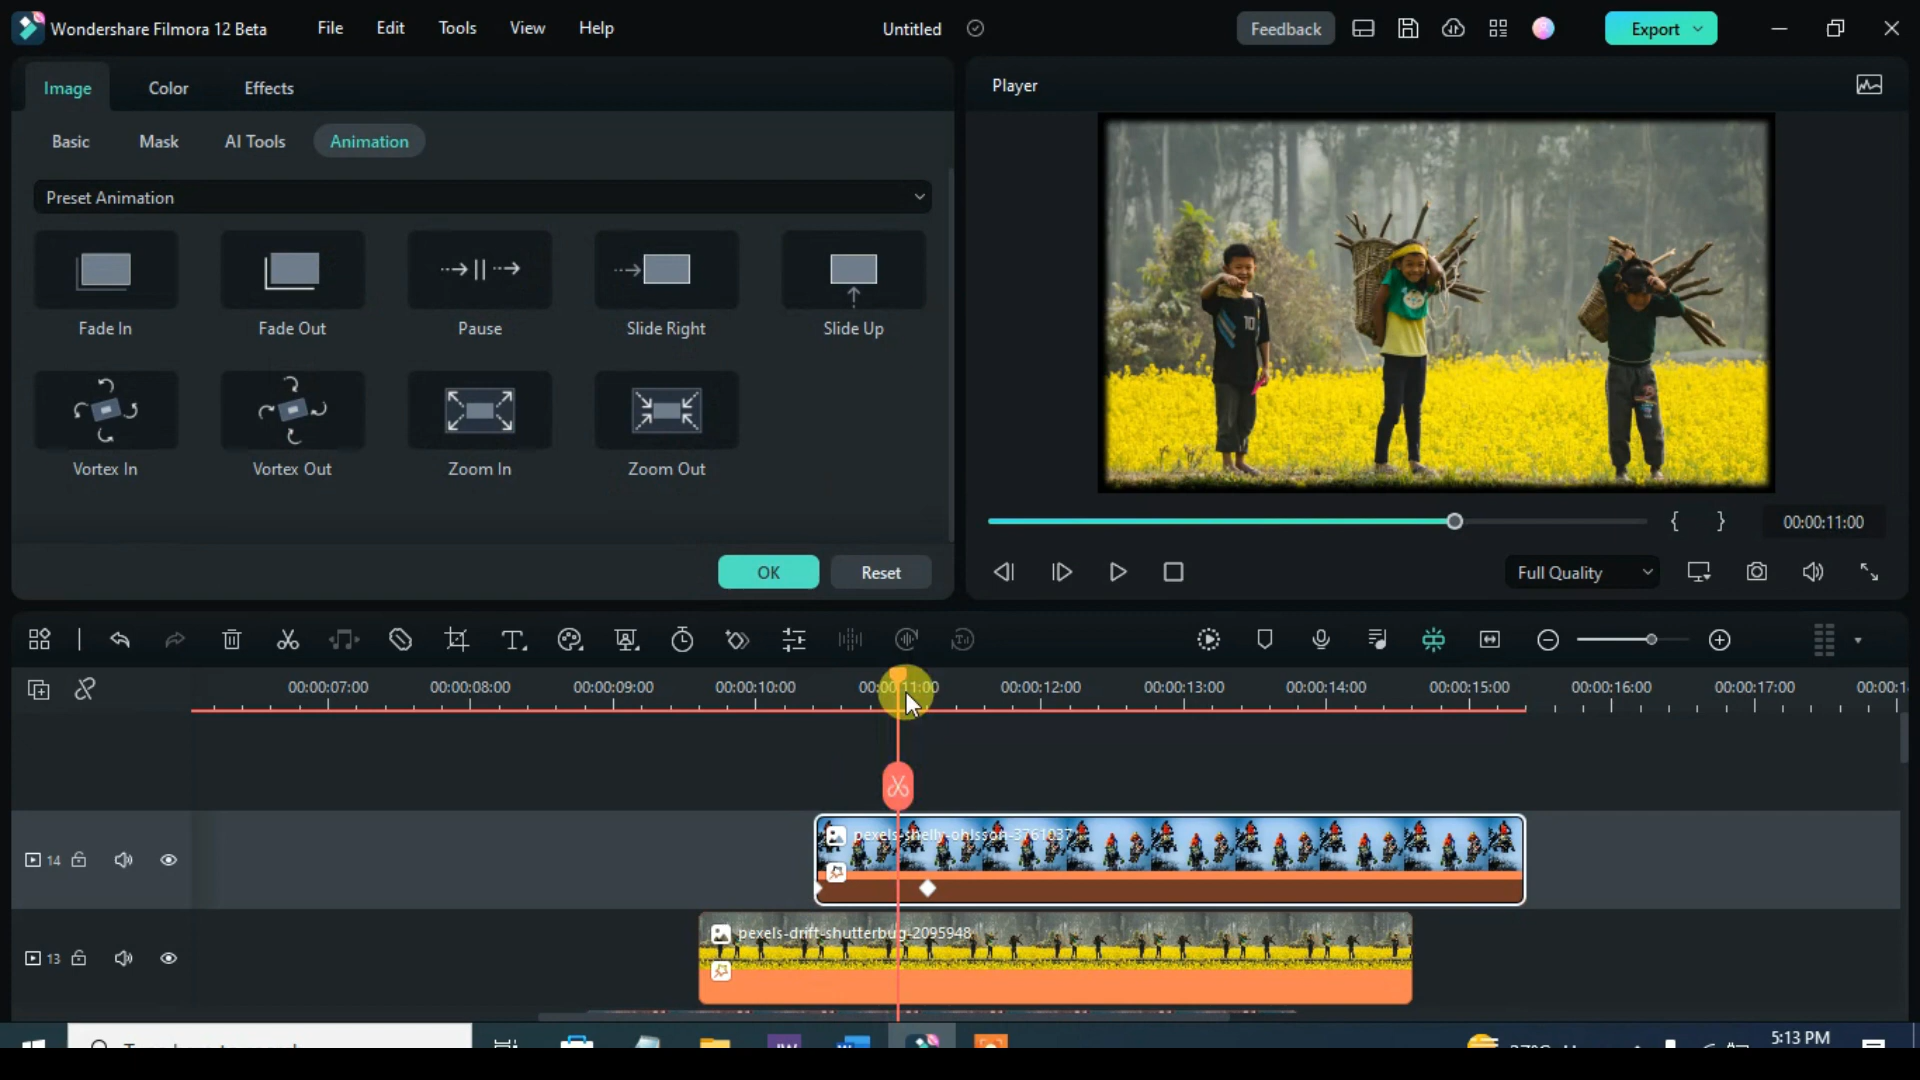 Wondershare Filmora 12 Beta
File
Edit
Tools
View
Help
Untitled
Feedback
Export
Image
Color
Effects
Player
Basic
Mask
AI Tools
Animation
Preset Animation
Fade In
Fade Out
Pause
Slide Right
Slide Up
Vortex In
Vortex Out
Zoom In
Zoom Out
OK
Reset
10
{ }
00:00:11:00
Full Quality
00:00:07:00
00:00:08:00
00:00:09:00
00:00:10:00
00:00:11:00
00:00:12:00
00:00:13:00
00:00:14:00
00:00:15:00
00:00:16:00
00:00:17:00
00:00:1
pexels-shelly-ohlsson-3761037
14
pexels-drift-shutterbug-2095948
13
5:13 PM